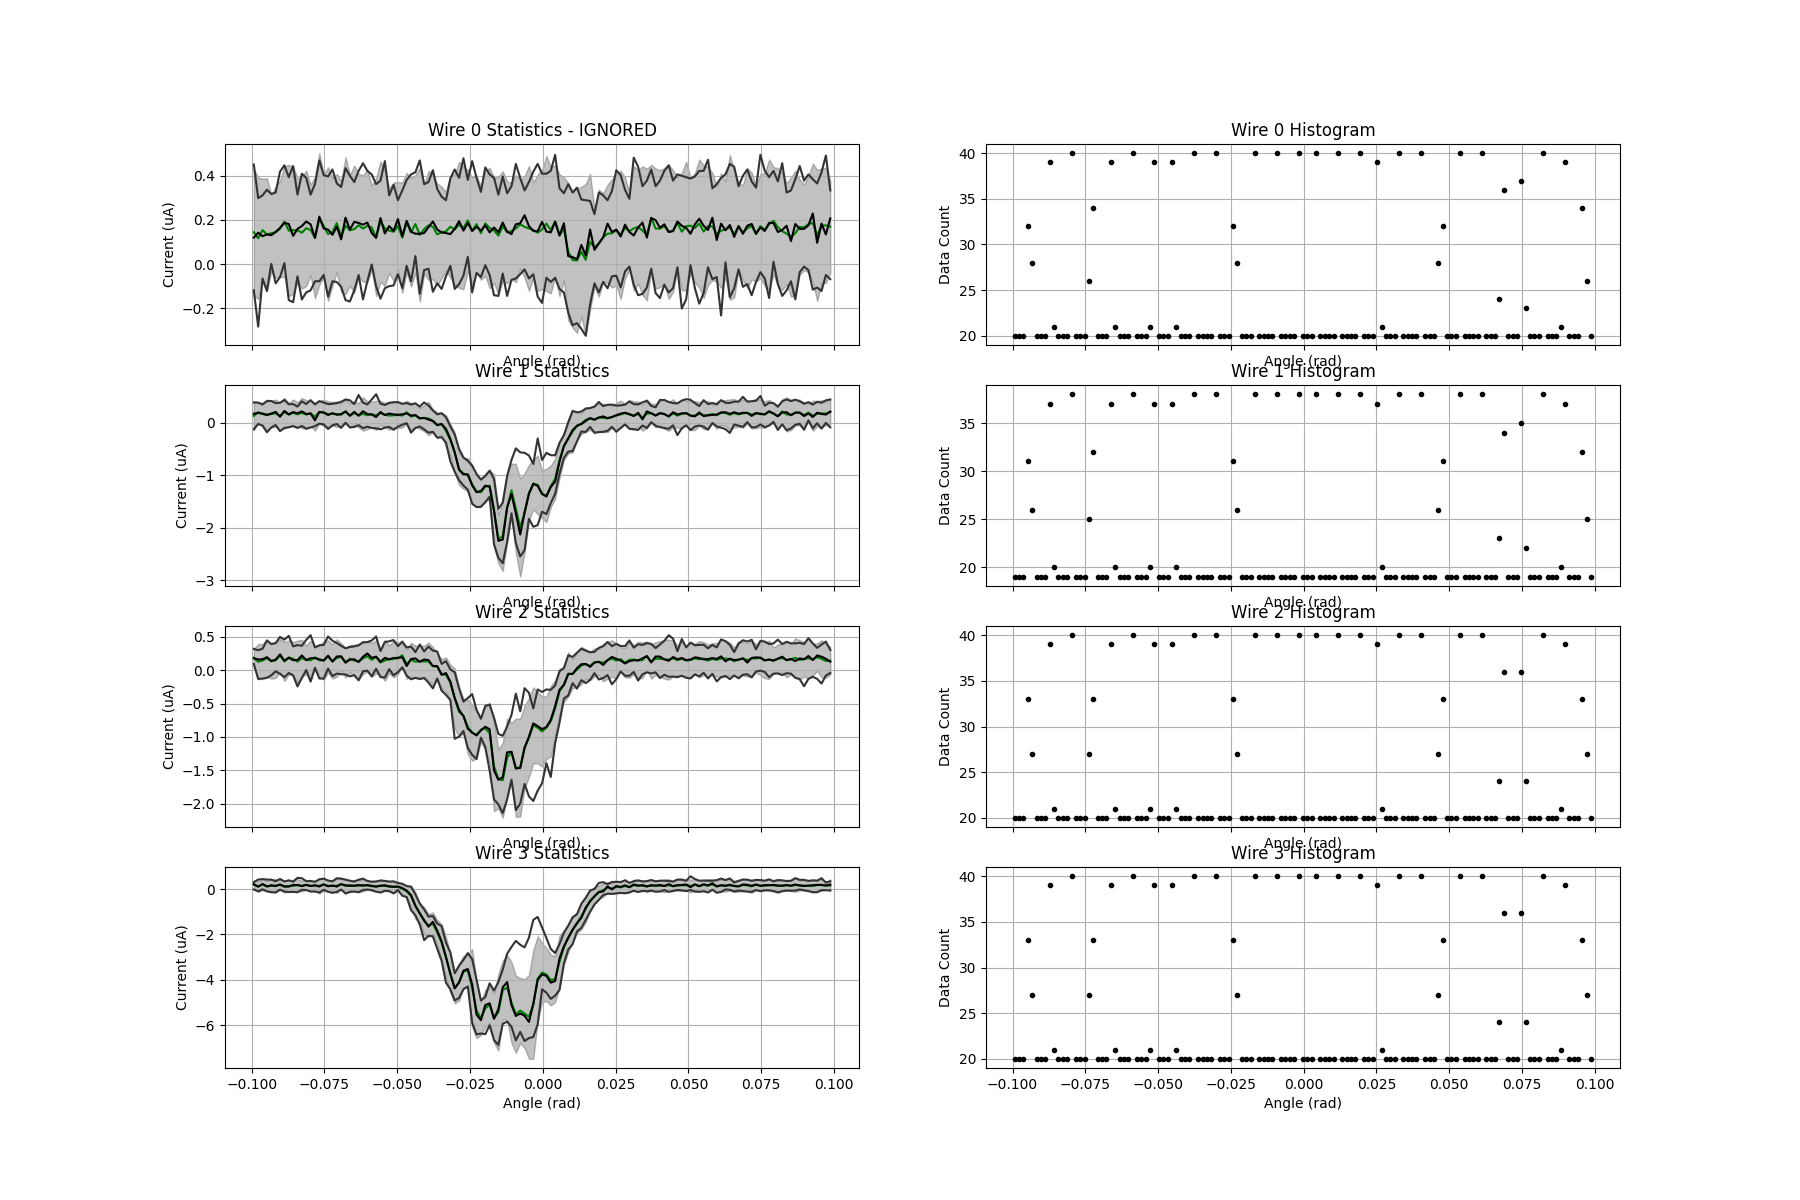 Wire 0 Statistics - IGNORED
Current (uA)
0.4
0.2
0.0
−0.2
Angle (rad)
Wire 0 Histogram
Data Count
40
35
30
25
20
Angle (rad)
Wire 1 Statistics
Current (uA)
0
−1
−2
−3
Angle (rad)
Wire 1 Histogram
Data Count
35
30
25
20
Angle (rad)
Wire 2 Statistics
Current (uA)
0.5
0.0
−0.5
−1.0
−1.5
−2.0
Angle (rad)
Wire 2 Histogram
Data Count
40
35
30
25
20
Angle (rad)
Wire 3 Statistics
Current (uA)
0
−2
−4
−6
−0.100 −0.075 −0.050 −0.025 0.000 0.025 0.050 0.075 0.100
Angle (rad)
Wire 3 Histogram
Data Count
40
35
30
25
20
−0.100 −0.075 −0.050 −0.025 0.000 0.025 0.050 0.075 0.100
Angle (rad)